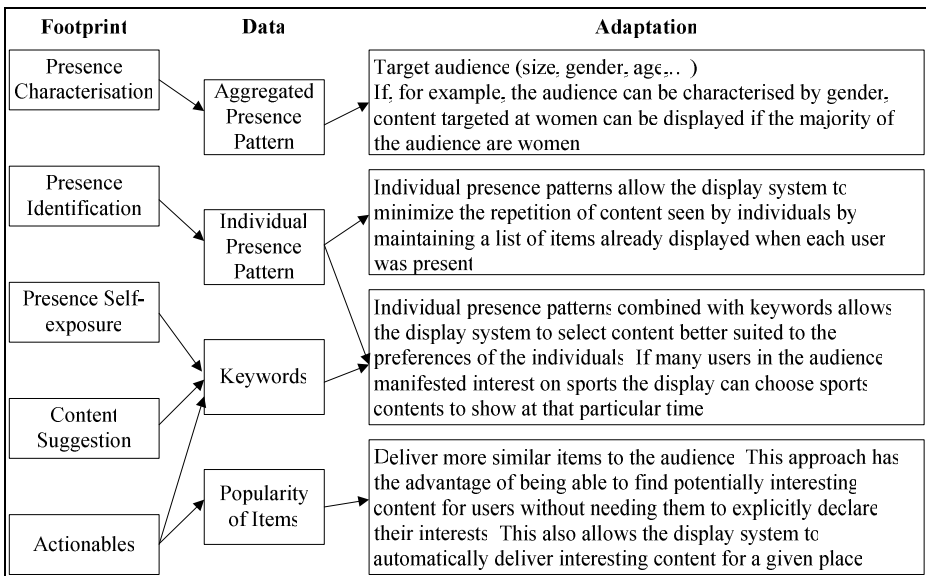 Footprint
Data
Adaptation
Presence
Characterisation
Aggregated
Presence
Pattern
Target audience (size, gender, age,.. )
If, for example, the audience can be characterised by gender,
content targeted at women can be displayed if the majority of
the audience are women
Presence
Identification
Individual
Presence
Pattern
Individual presence patterns allow the display system to
minimize the repetition of content seen by individuals by
maintaining a list of items already displayed when each user
was present
Presence Self-
exposure
Keywords
Individual presence patterns combined with keywords allows
the display system to select content better suited to the
preferences of the individuals If many users in the audience
manifested interest on sports the display can choose sports
contents to show at that particular time
Content
Suggestion
Popularity
of Items
Deliver more similar items to the audience This approach has
the advantage of being able to find potentially interesting
content for users without needing them to explicitly declare
their interests This also allows the display system to
automatically deliver interesting content for a given place
Actionables